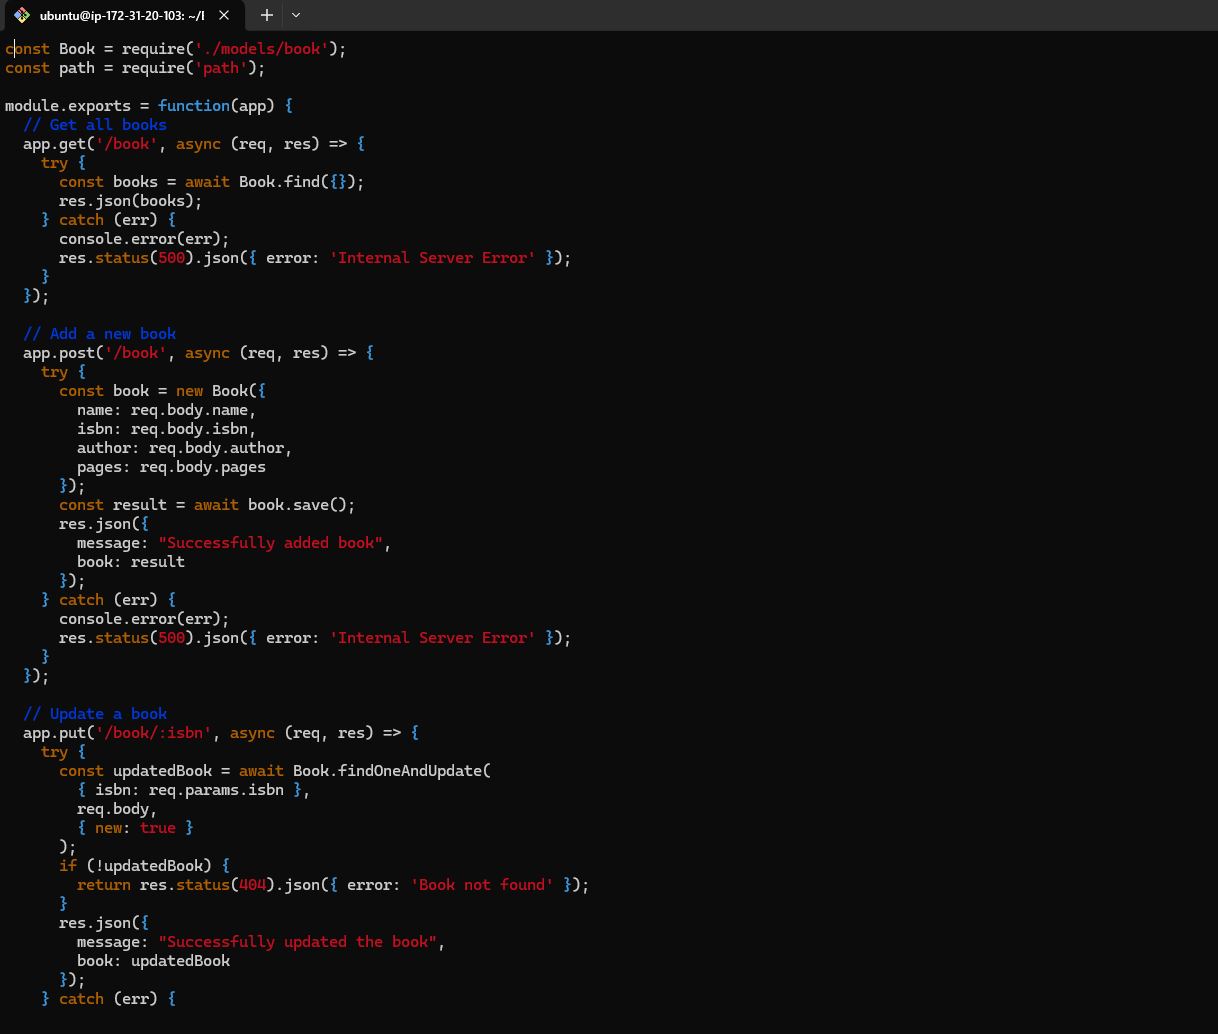 ubuntu@ip-172-31-20-103: ~/
const Book = require('./models/book');
const path = require('path');

module.exports = function(app) {
  // Get all books
  app.get('/book', async (req, res) => {
    try {
      const books = await Book.find({});
      res.json(books);
    } catch (err) {
      console.error(err);
      res.status(500).json({ error: 'Internal Server Error' });
    }
  });

  // Add a new book
  app.post('/book', async (req, res) => {
    try {
      const book = new Book({
        name: req.body.name,
        isbn: req.body.isbn,
        author: req.body.author,
        pages: req.body.pages
      });
      const result = await book.save();
      res.json({
        message: "Successfully added book",
        book: result
      });
    } catch (err) {
      console.error(err);
      res.status(500).json({ error: 'Internal Server Error' });
    }
  });

  // Update a book
  app.put('/book/:isbn', async (req, res) => {
    try {
      const updatedBook = await Book.findOneAndUpdate(
        { isbn: req.params.isbn },
        req.body,
        { new: true }
      );
      if (!updatedBook) {
        return res.status(404).json({ error: 'Book not found' });
      }
      res.json({
        message: "Successfully updated the book",
        book: updatedBook
      });
    } catch (err) {